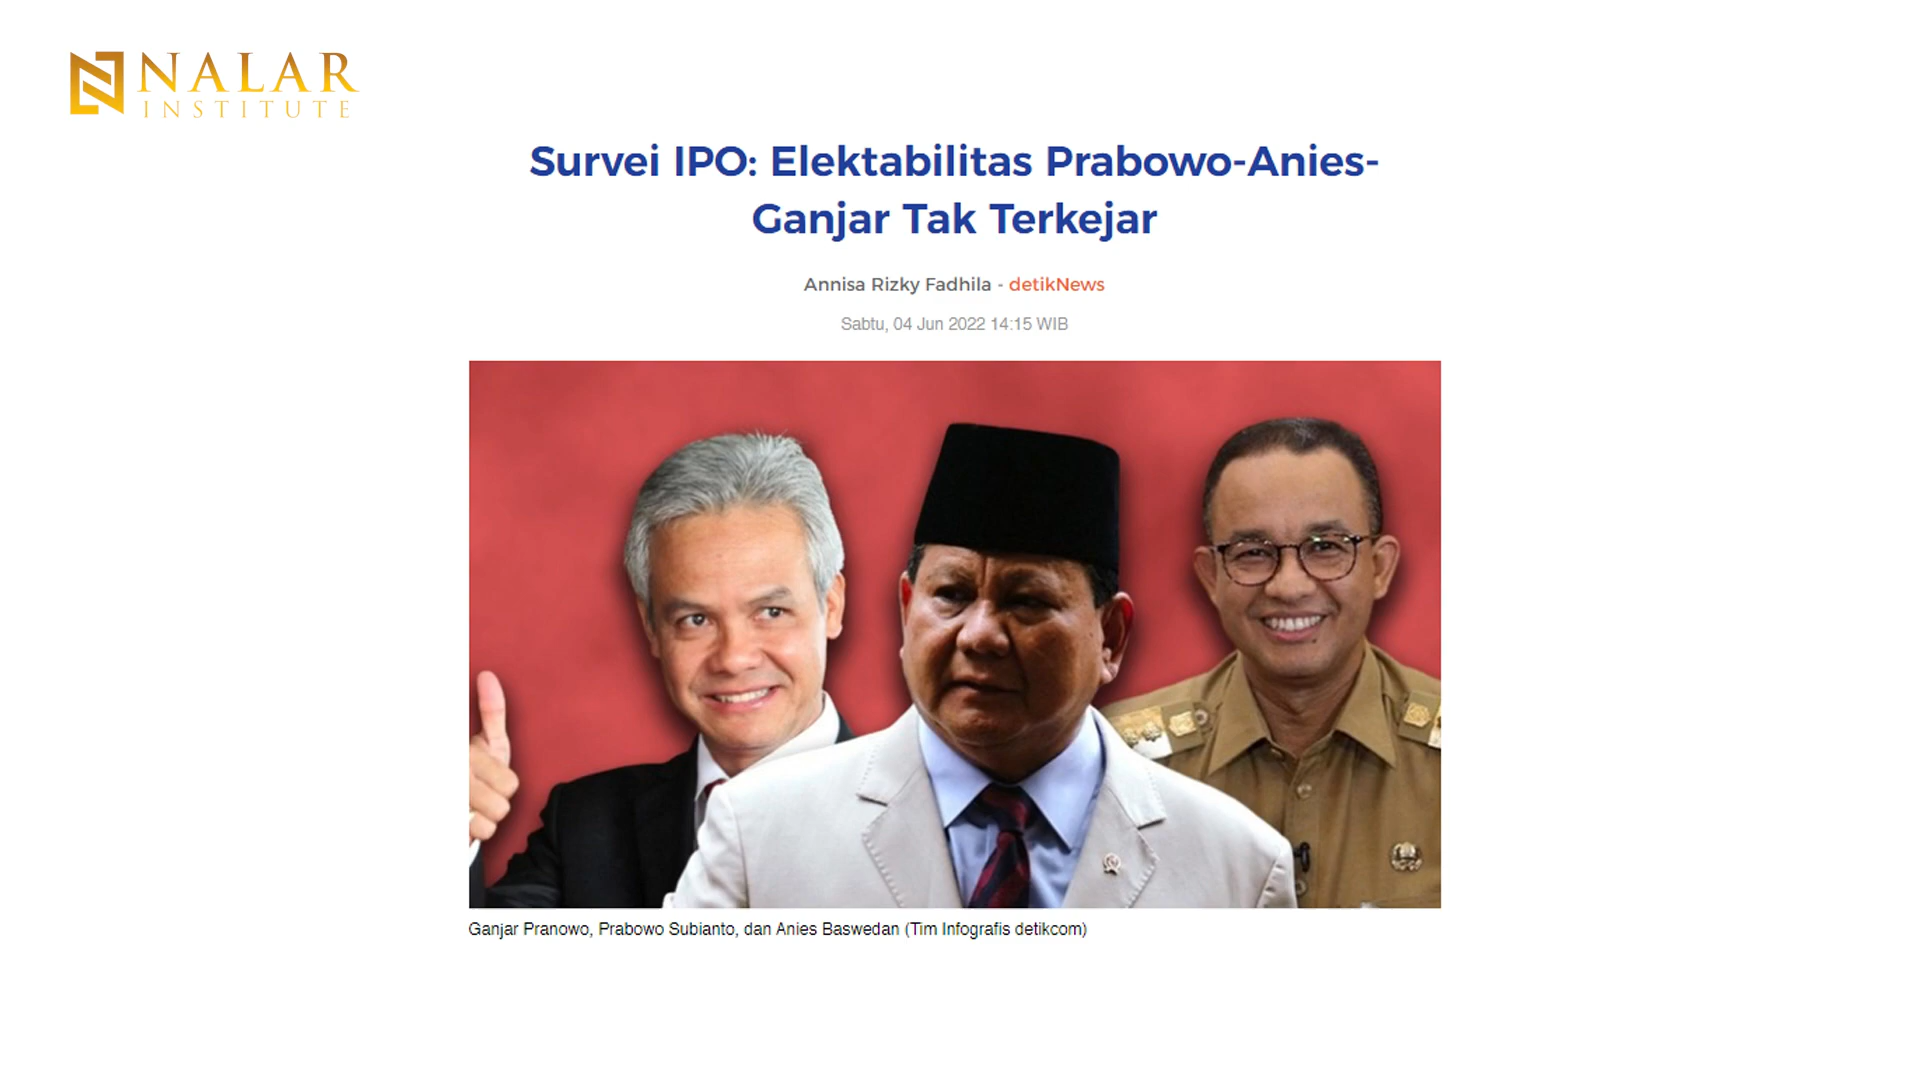 NALAR
INSTITUTE
Survei IPO: Elektabilitas Prabowo-Anies-
Ganjar Tak Terkejar
Annisa Rizky Fadhila - detikNews
Sabtu, 04 Jun 2022 14:15 WIB
Ganjar Pranowo, Prabowo Subianto, dan Anies Baswedan (Tim Infografis detikcom)